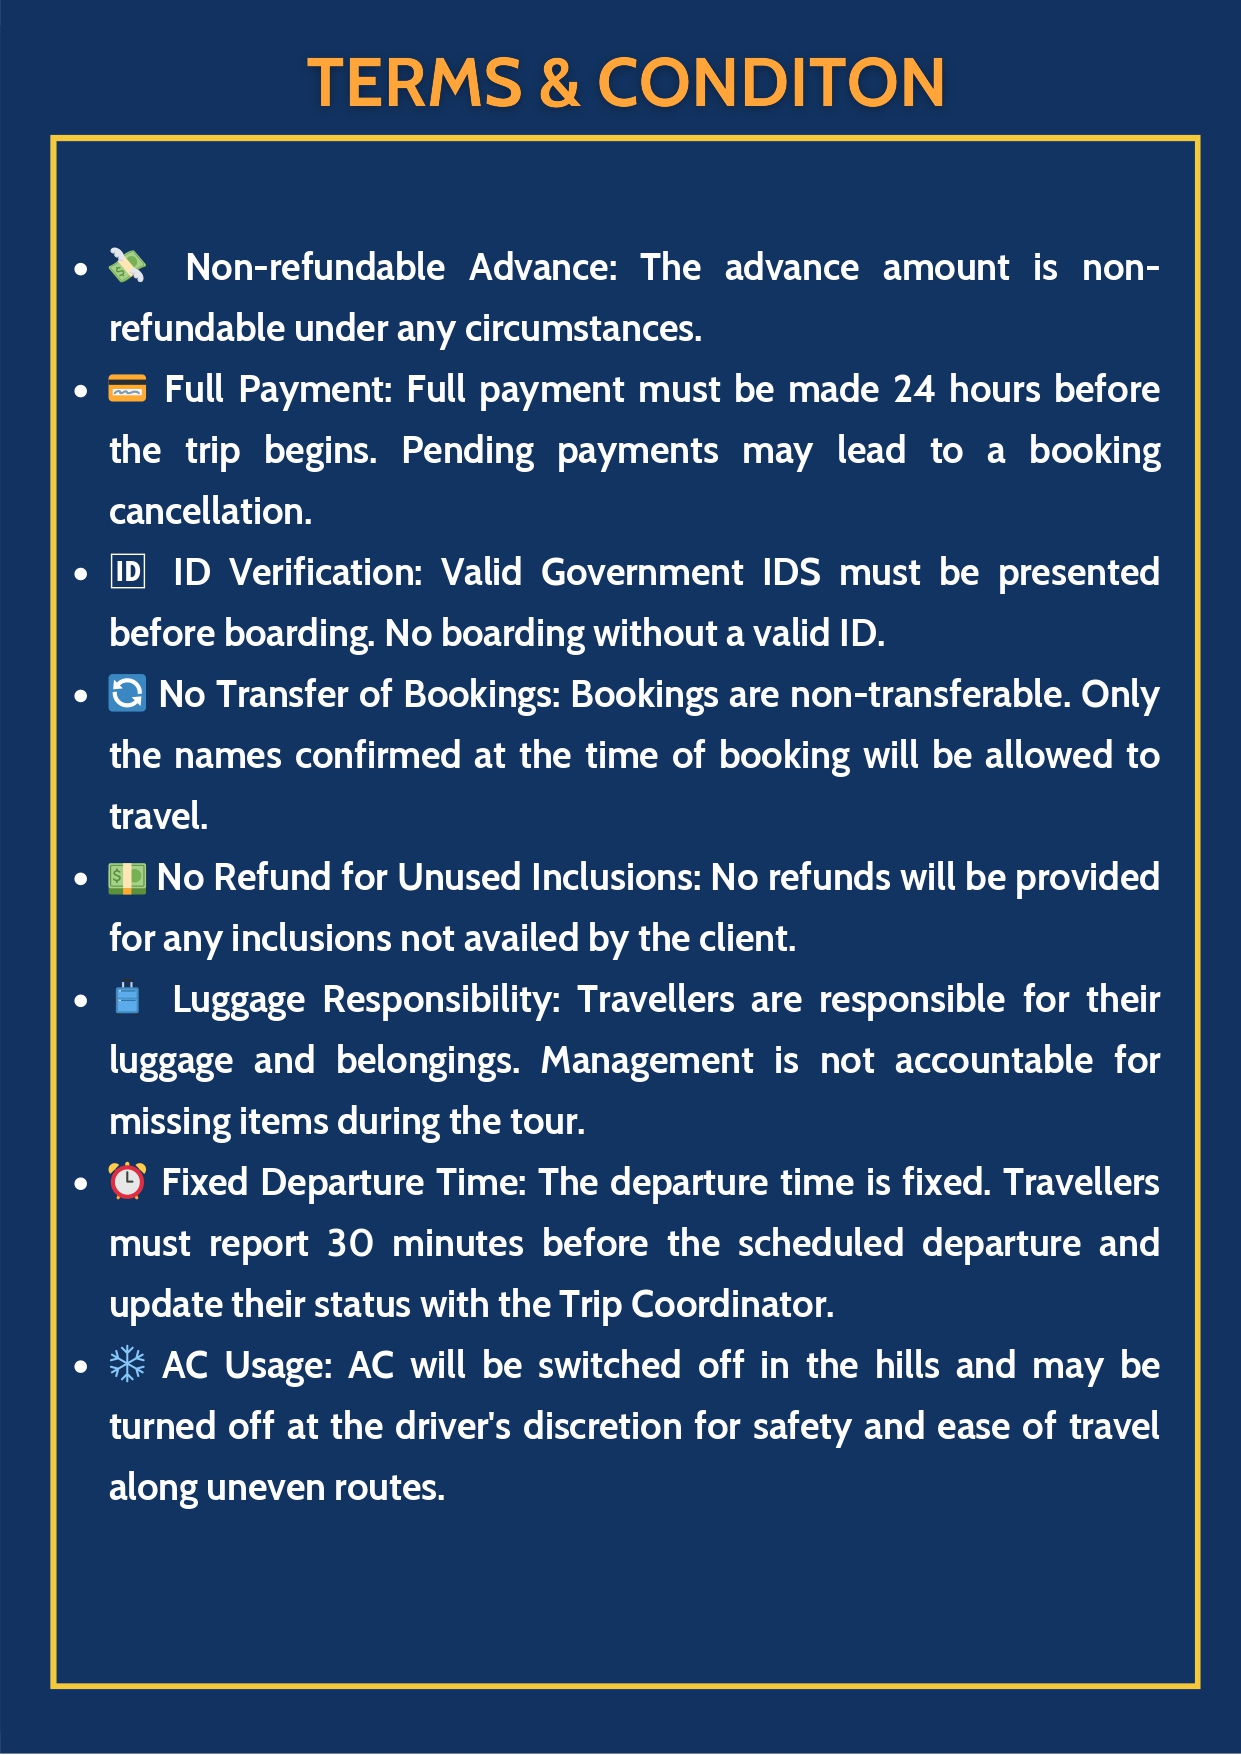 TERMS & CONDITON
• 💸 Non-refundable Advance: The advance amount is non-
refundable under any circumstances.
• 💳 Full Payment: Full payment must be made 24 hours before
the trip begins. Pending payments may lead to a booking
cancellation.
• 🆔 ID Verification: Valid Government IDS must be presented
before boarding. No boarding without a valid ID.
• 🔄 No Transfer of Bookings: Bookings are non-transferable. Only
the names confirmed at the time of booking will be allowed to
travel.
• 💵 No Refund for Unused Inclusions: No refunds will be provided
for any inclusions not availed by the client.
• 🧳 Luggage Responsibility: Travellers are responsible for their
luggage and belongings. Management is not accountable for
missing items during the tour.
• ⏰ Fixed Departure Time: The departure time is fixed. Travellers
must report 30 minutes before the scheduled departure and
update their status with the Trip Coordinator.
• ❄️ AC Usage: AC will be switched off in the hills and may be
turned off at the driver's discretion for safety and ease of travel
along uneven routes.